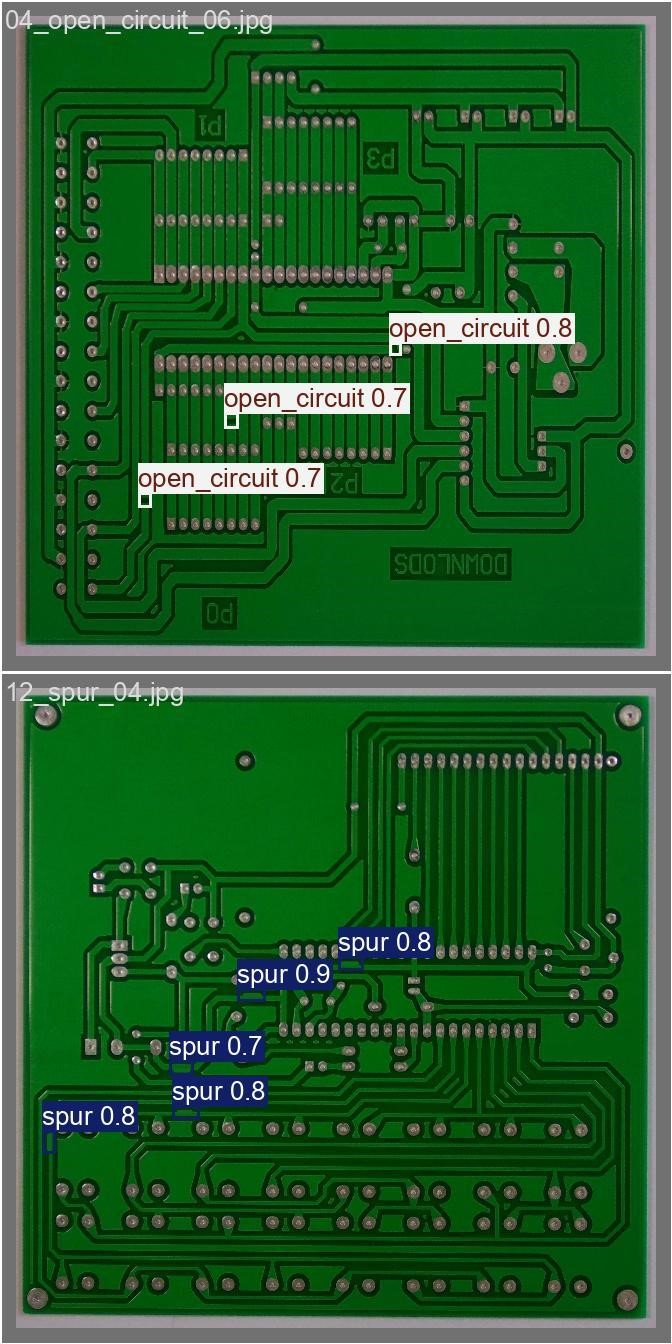 04_open_circuit_06.jpg
P1
P3
open_circuit 0.8
open_circuit 0.7
open_circuit 0.7
P2
DOWNLODS
P0
12_spur_04.jpg
spur 0.8
spur 0.9
spur 0.7
spur 0.8
spur 0.8